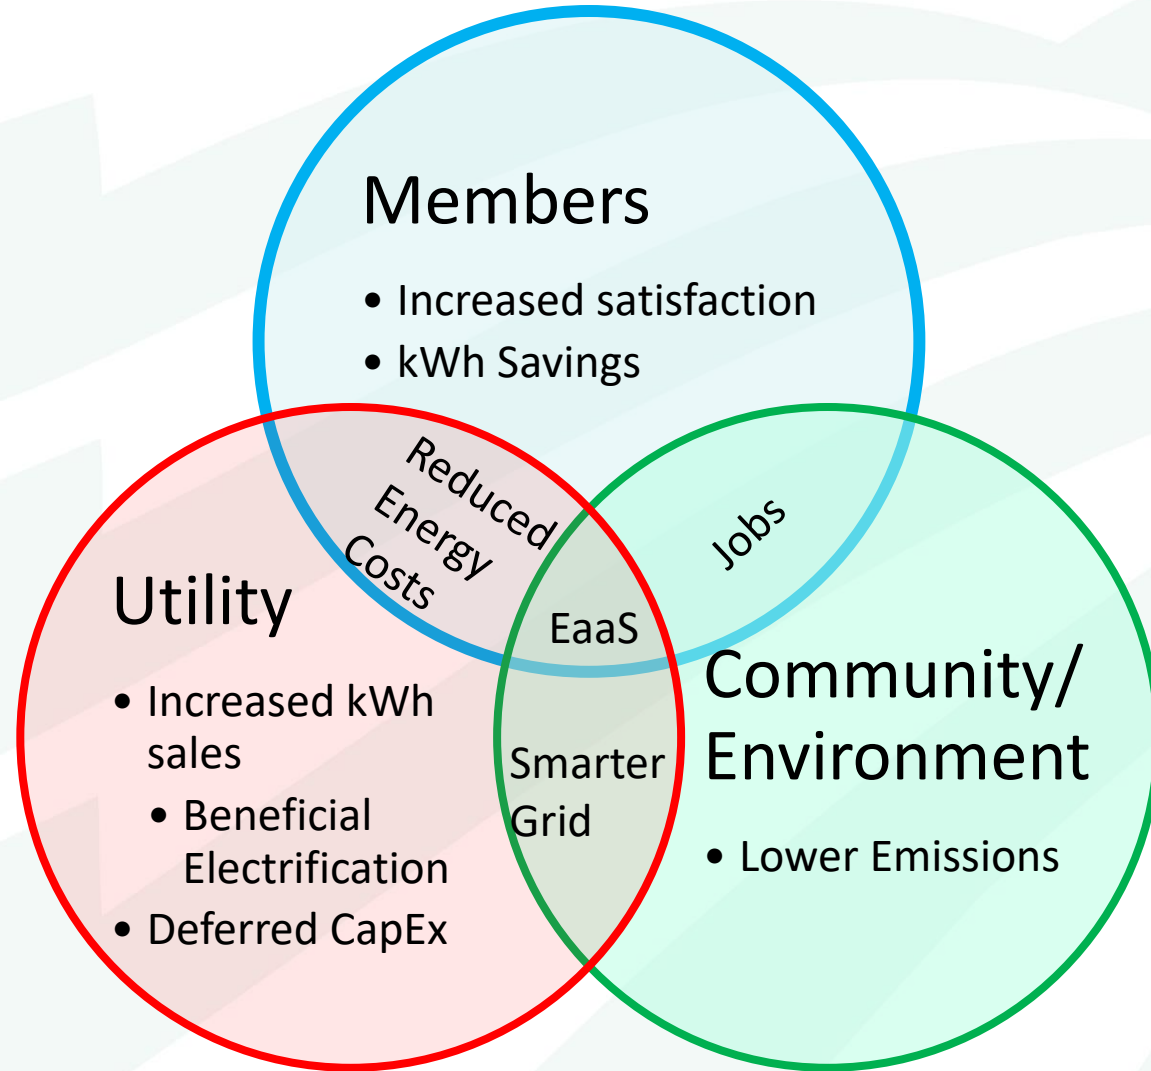 Members
• Increased satisfaction
• kWh Savings
Reduced
Energy
Costs
Jobs
EaaS
Utility
• Increased kWh
sales
• Beneficial
Electrification
• Deferred CapEx
Smarter
Grid
Community/
Environment
• Lower Emissions